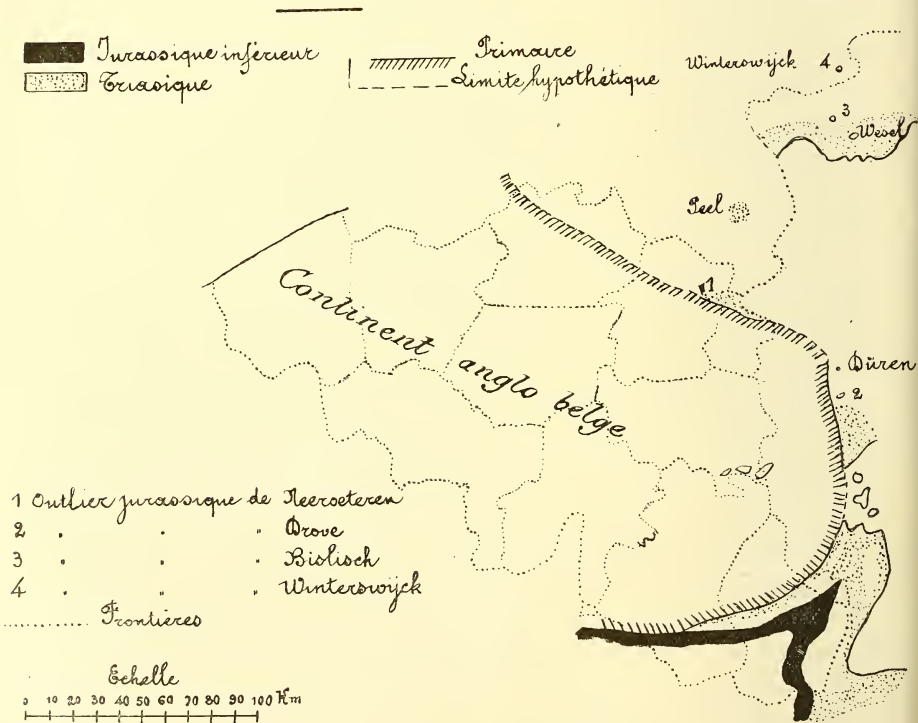 Jurassique inférieur
Triasique
Primaire
Limite hypothétique
Winterswijck 4
3
Wesel
Peel
1
Continent anglo belge
Düren
2
1 Outlier jurassique de Neeroeteren
2 . . " Drove
3 . . " Bislisch
4 . . " Winterswijck
Frontières
Echelle
0 10 20 30 40 50 60 70 80 90 100 Km